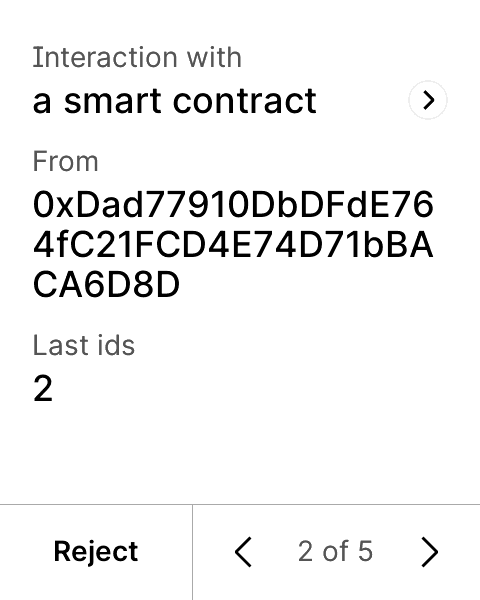 Interaction with
a smart contract
From
0xDad77910DbDFdE76
4fC21FCD4E74D71bBA
CA6D8D
Last ids
2
Reject
2 of 5